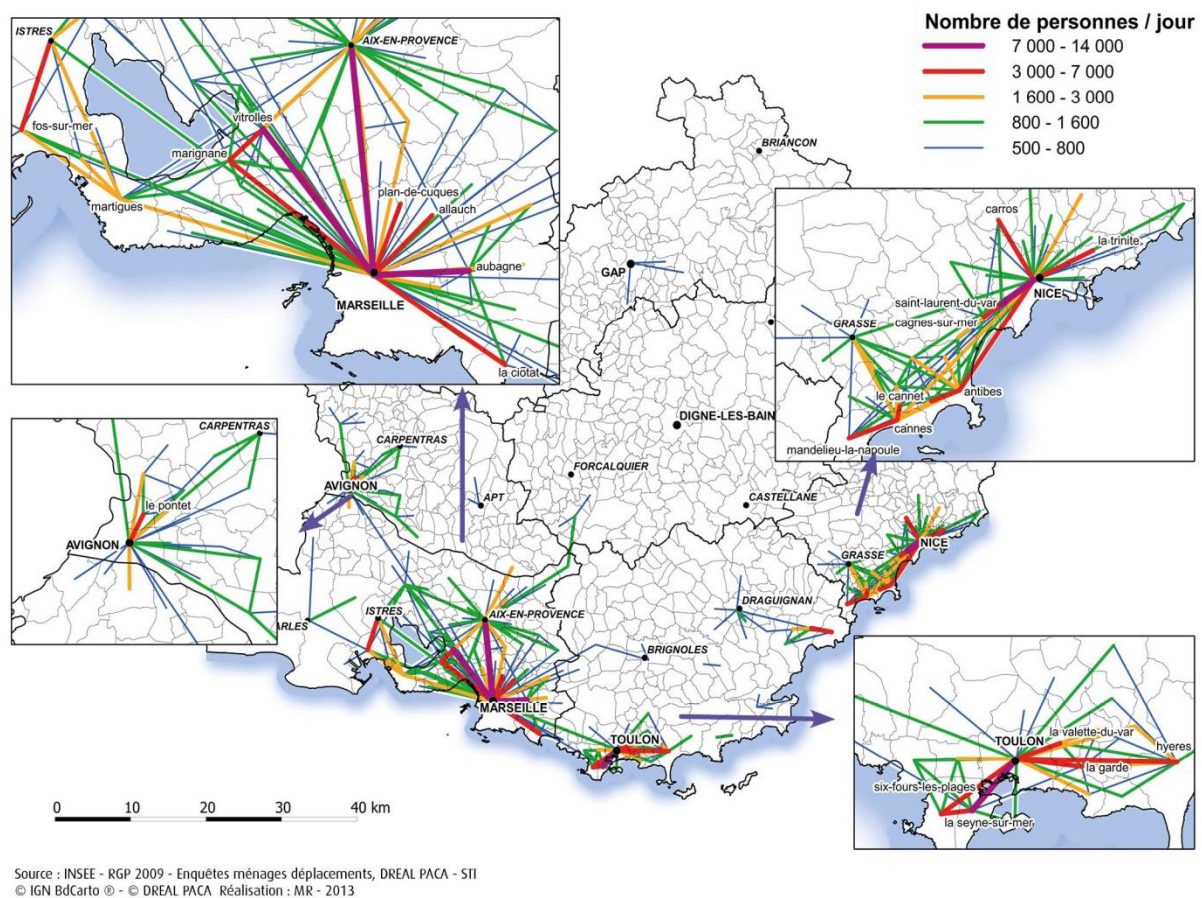 Nombre de personnes / jour
7 000 - 14 000
3 000 - 7 000
1 600 - 3 000
800 - 1 600
500 - 800
ISTRES
AIX-EN-PROVENCE
fos-sur-mer
vitrolles
marignane
martigues
plan-de-cuques
allauch
aubagne
MARSEILLE
la ciotat
BRIANCON
GAP
carros
la trinite
saint-laurent-du-var
NICE
cagnes-sur-mer
GRASSE
le cannet
antibes
cannes
mandelieu-la-napoule
CARPENTRAS
le pontet
AVIGNON
CARPENTRAS
AVIGNON
APT
DIGNE-LES-BAIN
FORCALQUIER
CASTELLANE
NICE
GRASSE
ARLES
ISTRES
AIX-EN-PROVENCE
DRAGUIGNAN
BRIGNOLES
MARSEILLE
TOULON
TOULON
la valette-du-var
hyeres
la garde
six-fours-les-plages
la seyne-sur-mer
0 10 20 30 40 km
Source : INSEE - RGP 2009 - Enquêtes ménages déplacements, DREAL PACA - STI
© IGN BdCarto ® - © DREAL PACA Réalisation : MR - 2013